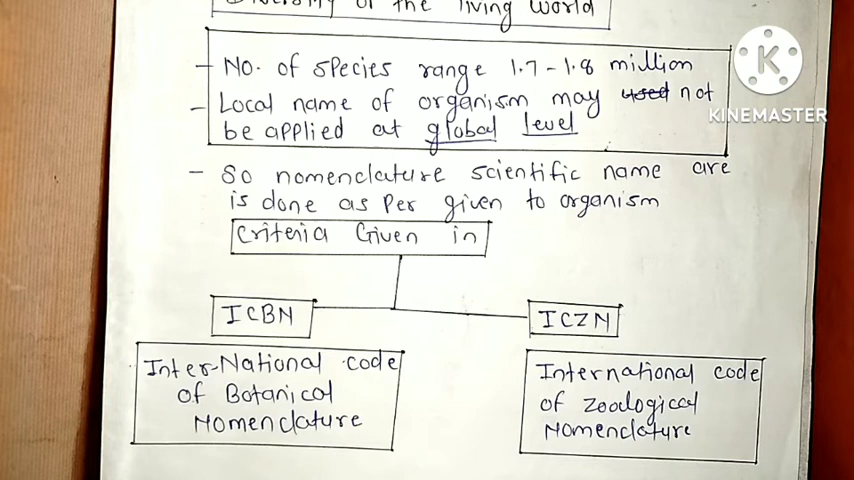 Diversity of the living world
- No. of species range 1.7 - 1.8 million
- Local name of organism may used not
be applied at global level
- So nomenclature scientific name are
is done as per given to organism
criteria Given in
ICBN
ICZN
Inter-National code
of Botanical
Nomenclature
International code
of Zoological
Nomenclature
K
KINEMASTER